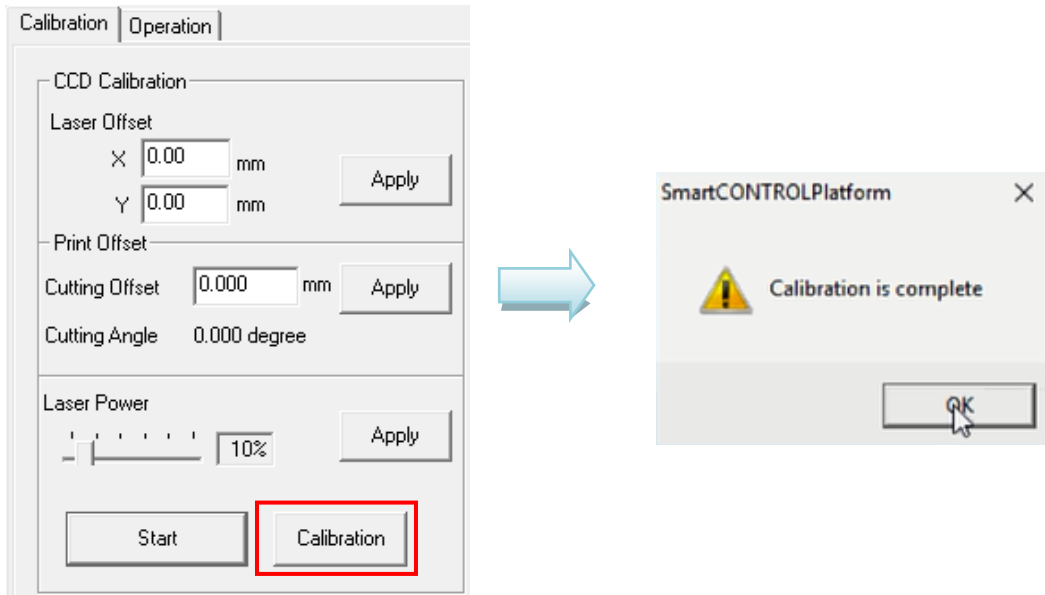 Calibration Operation
CCD Calibration
Laser Offset
X 0.00 mm
Apply
Y 0.00 mm
Print Offset
Cutting Offset 0.000 mm Apply
Cutting Angle 0.000 degree
Laser Power
10% Apply
Start Calibration
SmartCONTROLPlatform
Calibration is complete
OK